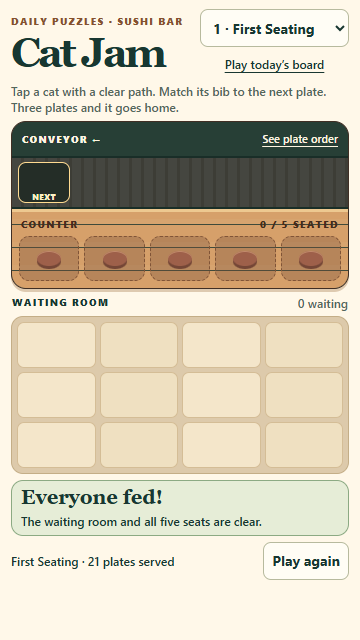 DAILY PUZZLES · SUSHI BAR
Cat Jam
1 · First Seating
Play today's board
Tap a cat with a clear path. Match its bib to the next plate.
Three plates and it goes home.
CONVEYOR ←
See plate order
NEXT
COUNTER
0 / 5 SEATED
WAITING ROOM
0 waiting
Everyone fed!
The waiting room and all five seats are clear.
First Seating · 21 plates served
Play again